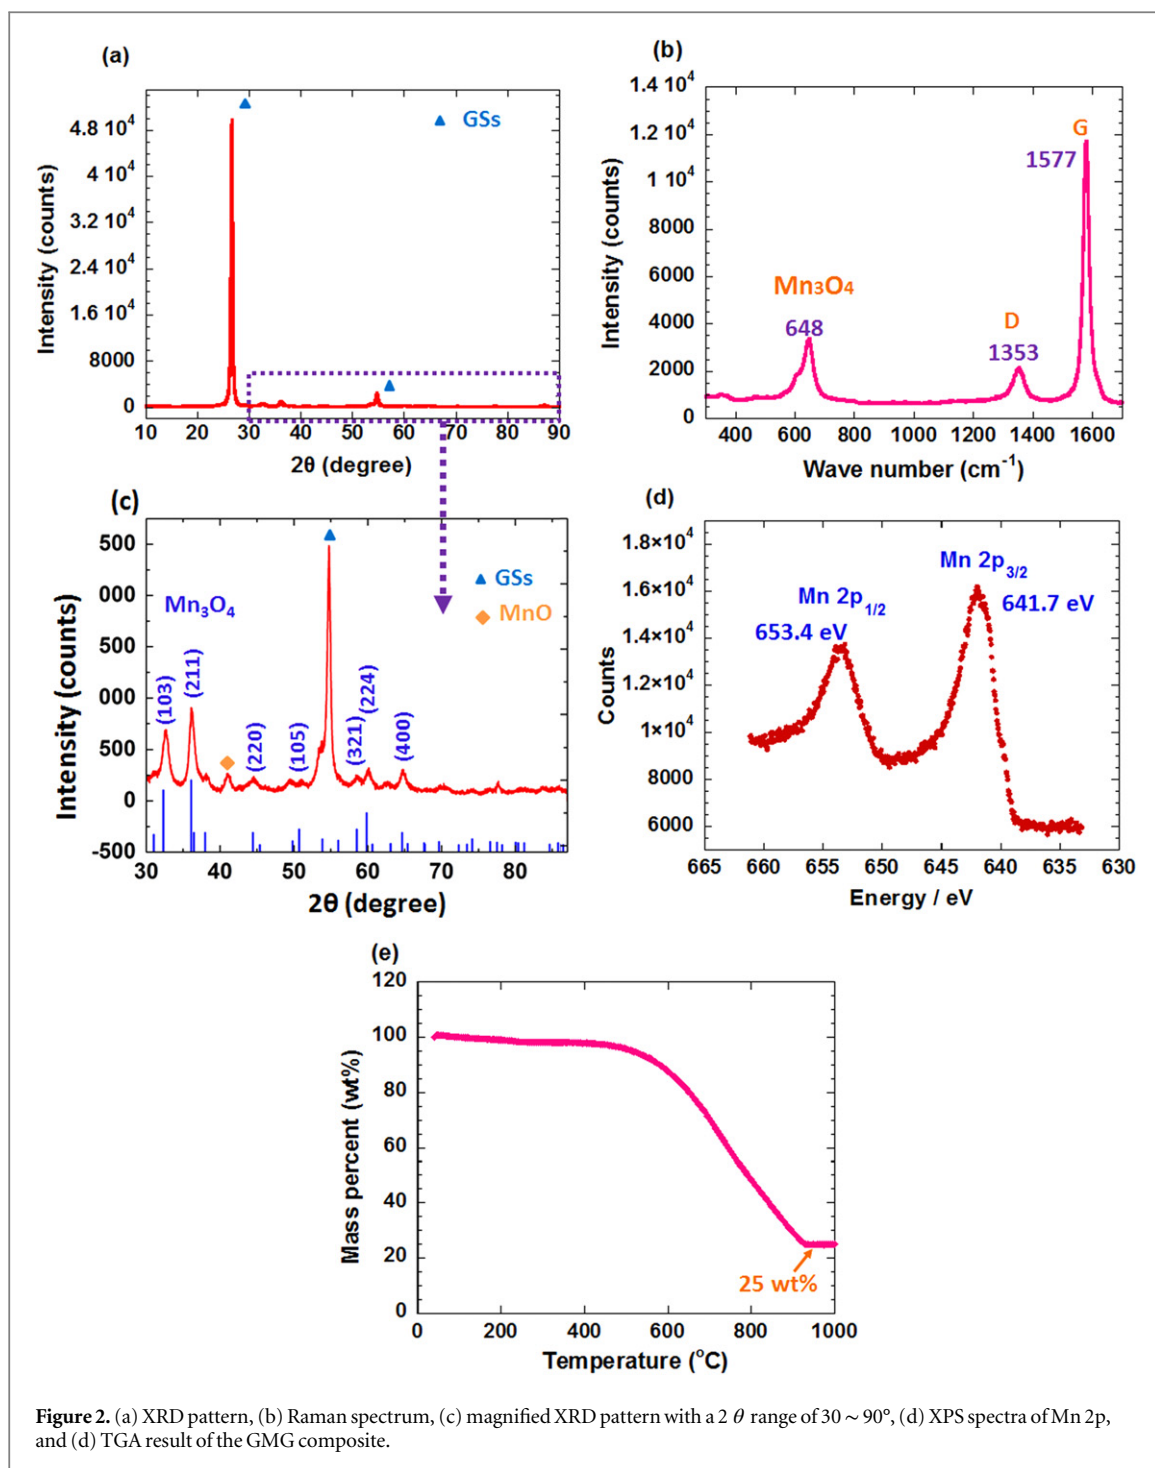 (a)
GSs
Intensity (counts)
4.8 10⁴
4 10⁴
3.2 10⁴
2.4 10⁴
1.6 10⁴
8000
0
10 20 30 40 50 60 70 80 90
2θ (degree)
(b)
Intensity (counts)
1.4 10⁴
1.2 10⁴
1 10⁴
8000
6000
4000
2000
0
G
1577
Mn₃O₄
648
D
1353
400 600 800 1000 1200 1400 1600
Wave number (cm⁻¹)
(c)
Intensity (counts)
500
000
500
000
500
0
-500
GSs
MnO
Mn₃O₄
(103)
(211)
(220)
(105)
(321)
(224)
(400)
30 40 50 60 70 80
2θ (degree)
(d)
Counts
1.8×10⁴
1.6×10⁴
1.4×10⁴
1.2×10⁴
1×10⁴
8000
6000
Mn 2p₃/₂
641.7 eV
Mn 2p₁/₂
653.4 eV
665 660 655 650 645 640 635 630
Energy / eV
(e)
Mass percent (wt%)
120
100
80
60
40
20
0
25 wt%
0 200 400 600 800 1000
Temperature (°C)
Figure 2. (a) XRD pattern, (b) Raman spectrum, (c) magnified XRD pattern with a 2 θ range of 30 ~ 90°, (d) XPS spectra of Mn 2p,
and (d) TGA result of the GMG composite.